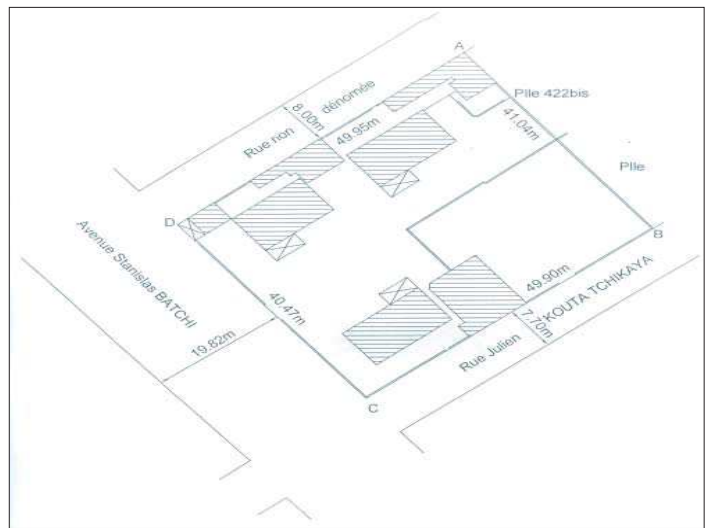 A
Plle 422bis
8.00m
Rue non dénomée
49.95m
41.04m
Plle
D
B
Avenue Stanislas BATCHI
40.47m
19.82m
49.90m
7.70m
Rue Julien KOUTA TCHIKAYA
C